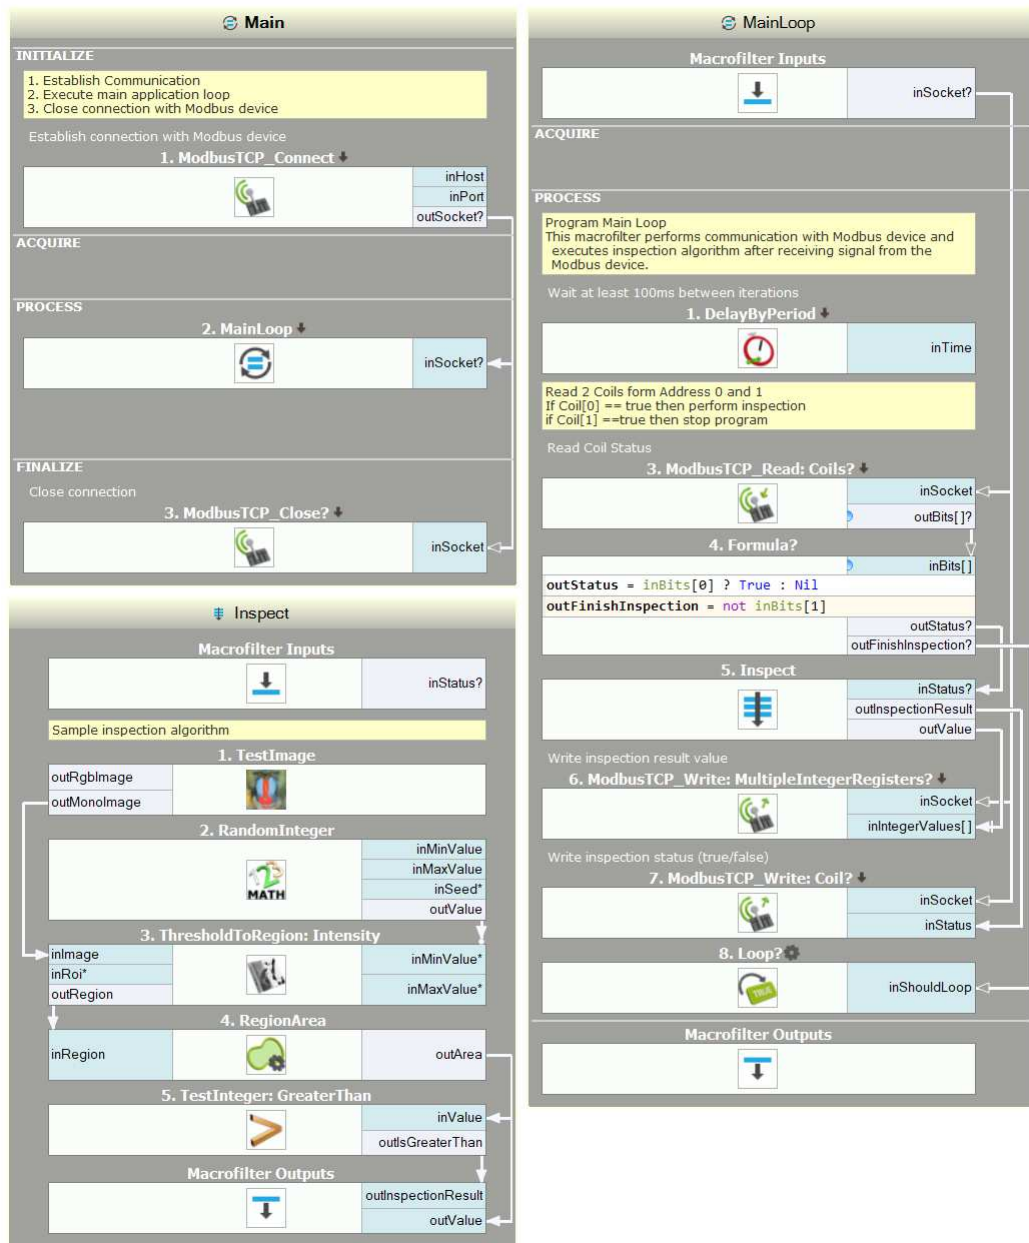 Main
INITIALIZE
1. Establish Communication
2. Execute main application loop
3. Close connection with Modbus device
Establish connection with Modbus device
1. ModbusTCP_Connect
inHost
inPort
outSocket?
ACQUIRE
PROCESS
2. MainLoop
inSocket?
FINALIZE
Close connection
3. ModbusTCP_Close?
inSocket
Inspect
Macrofilter Inputs
inStatus?
Sample inspection algorithm
1. TestImage
outRgbImage
outMonoImage
2. RandomInteger
inMinValue
inMaxValue
inSeed*
outValue
MATH
3. ThresholdToRegion: Intensity
inImage
inRoi*
outRegion
inMinValue*
inMaxValue*
4. RegionArea
inRegion
outArea
5. TestInteger: GreaterThan
inValue
outIsGreaterThan
Macrofilter Outputs
outInspectionResult
outValue
MainLoop
Macrofilter Inputs
inSocket?
ACQUIRE
PROCESS
Program Main Loop
This macrofilter performs communication with Modbus device and
executes inspection algorithm after receiving signal from the
Modbus device.
Wait at least 100ms between iterations
1. DelayByPeriod
inTime
Read 2 Coils form Address 0 and 1
If Coil[0] == true then perform inspection
if Coil[1] ==true then stop program
Read Coil Status
3. ModbusTCP_Read: Coils?
inSocket
outBits[]?
4. Formula?
inBits[]
outStatus = inBits[0] ? True : Nil
outFinishInspection = not inBits[1]
outStatus?
outFinishInspection?
5. Inspect
inStatus?
outInspectionResult
outValue
Write inspection result value
6. ModbusTCP_Write: MultipleIntegerRegisters?
inSocket
inIntegerValues[]
Write inspection status (true/false)
7. ModbusTCP_Write: Coil?
inSocket
inStatus
8. Loop?
TRUE
inShouldLoop
Macrofilter Outputs